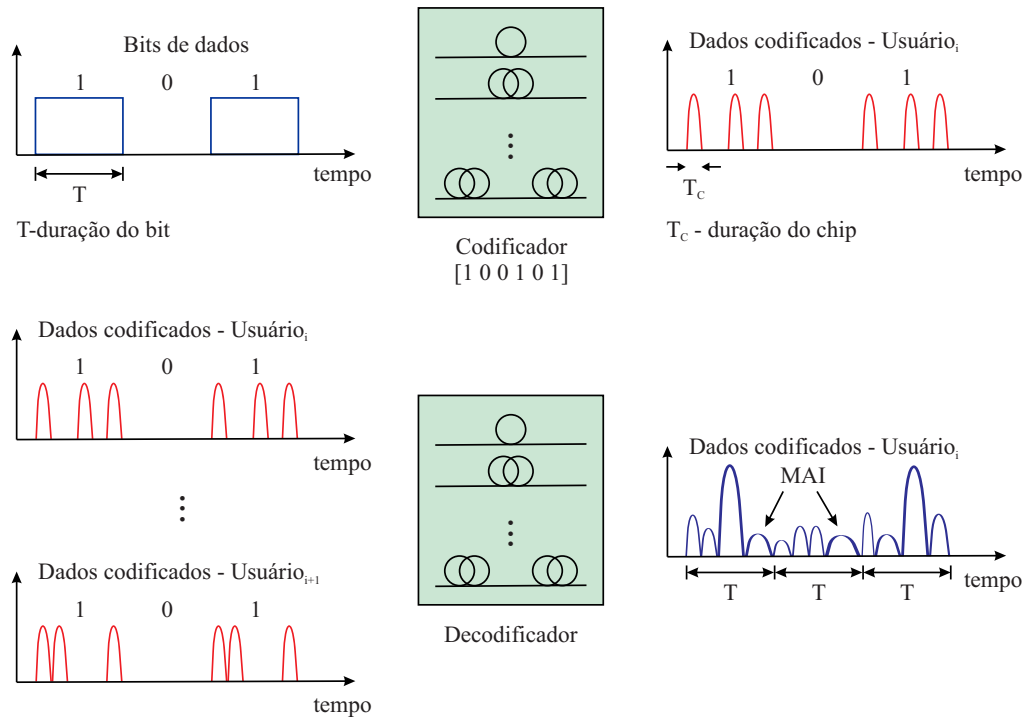 Bits de dados
1 0 1
tempo
T
T-duração do bit
Codificador
[1 0 0 1 0 1]
Dados codificados - Usuárioᵢ
1 0 1
tempo
T_C
T_C - duração do chip
Dados codificados - Usuárioᵢ
1 0 1
tempo
Dados codificados - Usuárioᵢ₊₁
1 0 1
tempo
Decodificador
Dados codificados - Usuárioᵢ
MAI
tempo
T T T